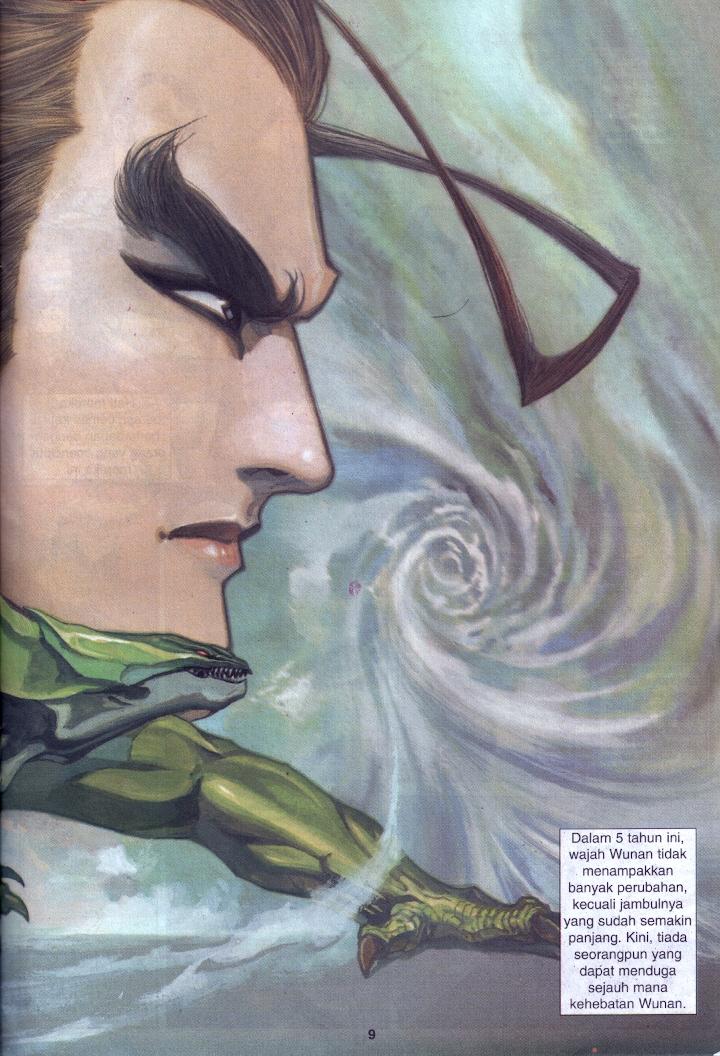 Dalam 5 tahun ini,
wajah Wunan tidak
menampakkan
banyak perubahan,
kecuali jambulnya
yang sudah semakin
panjang. Kini, tiada
seorangpun yang
dapat menduga
sejauh mana
kehebatan Wunan.
9